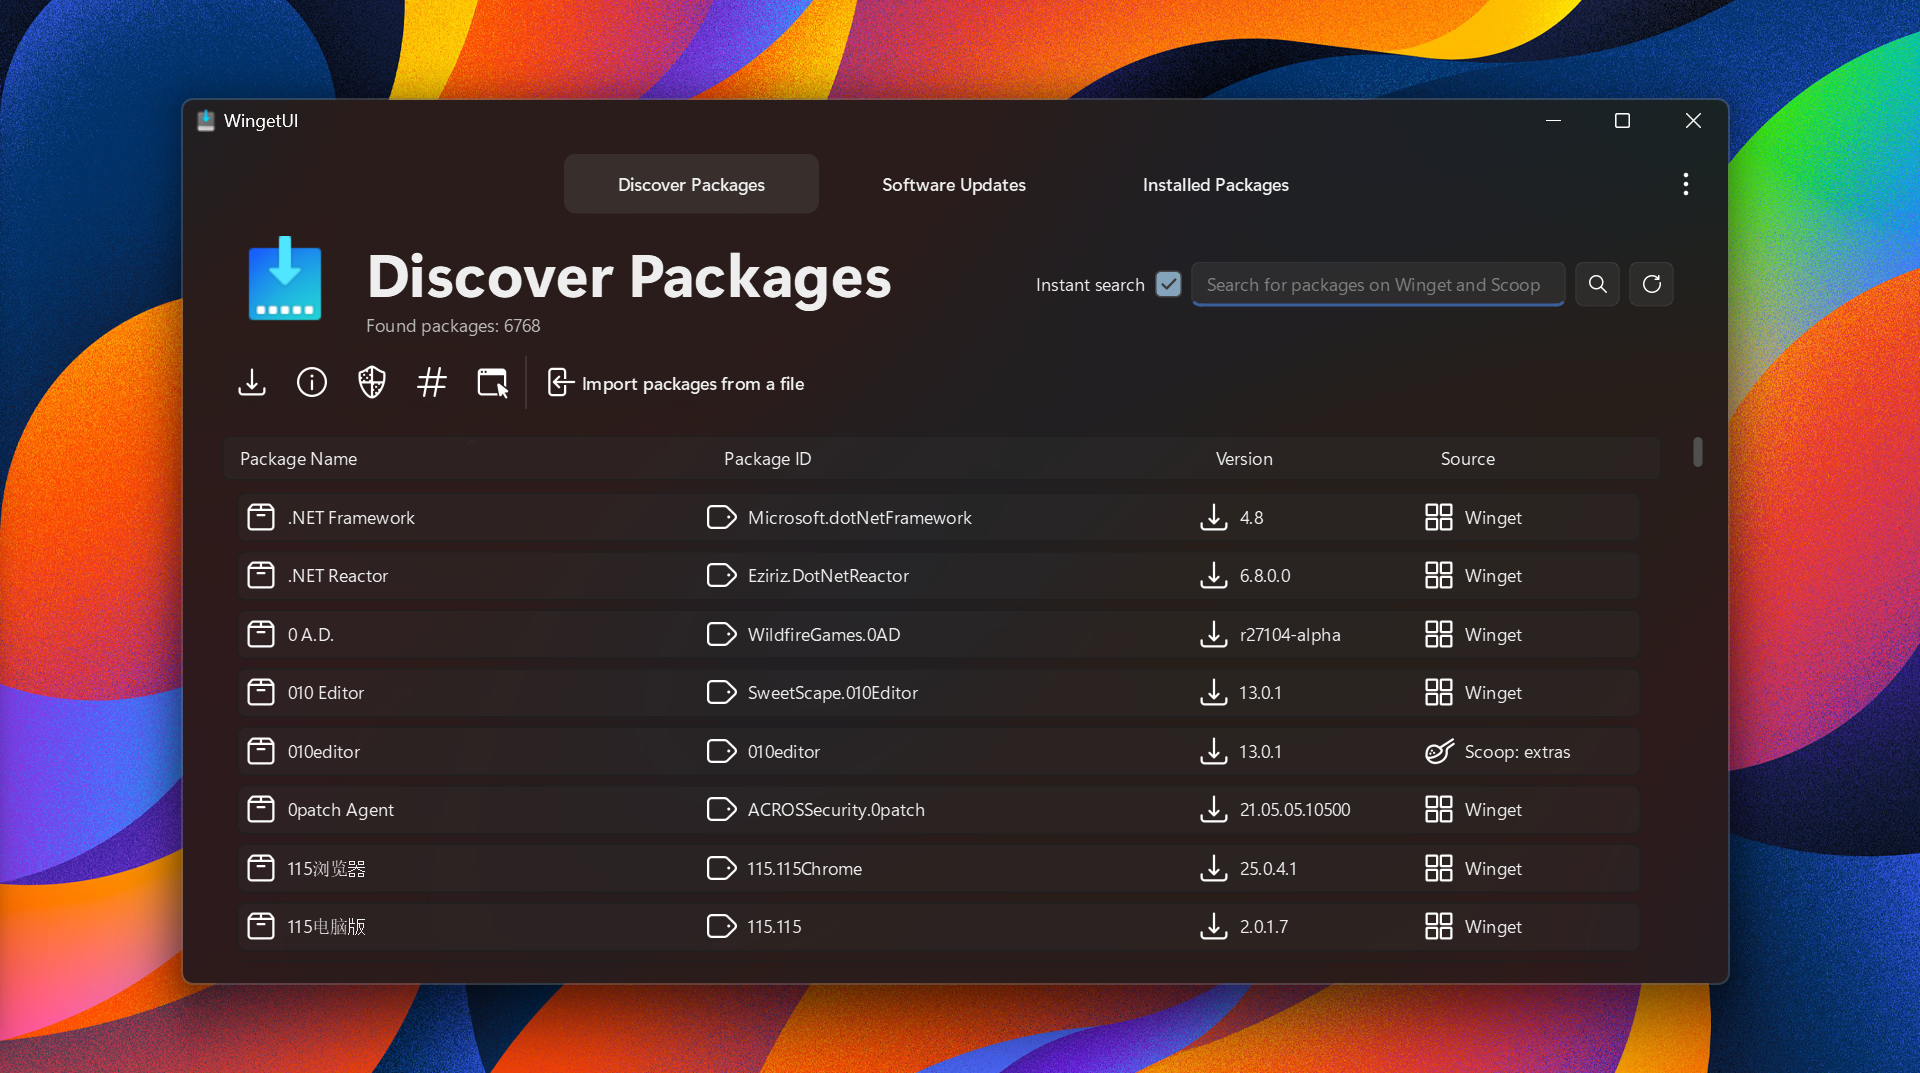 WingetUI
Discover Packages
Software Updates
Installed Packages
Discover Packages
Instant search
Search for packages on Winget and Scoop
Found packages: 6768
Import packages from a file
Package Name Package ID Version Source
.NET Framework Microsoft.dotNetFramework 4.8 Winget
.NET Reactor Eziriz.DotNetReactor 6.8.0.0 Winget
0 A.D. WildfireGames.0AD r27104-alpha Winget
010 Editor SweetScape.010Editor 13.0.1 Winget
010editor 010editor 13.0.1 Scoop: extras
0patch Agent ACROSSecurity.0patch 21.05.05.10500 Winget
115浏览器 115.115Chrome 25.0.4.1 Winget
115电脑版 115.115 2.0.1.7 Winget